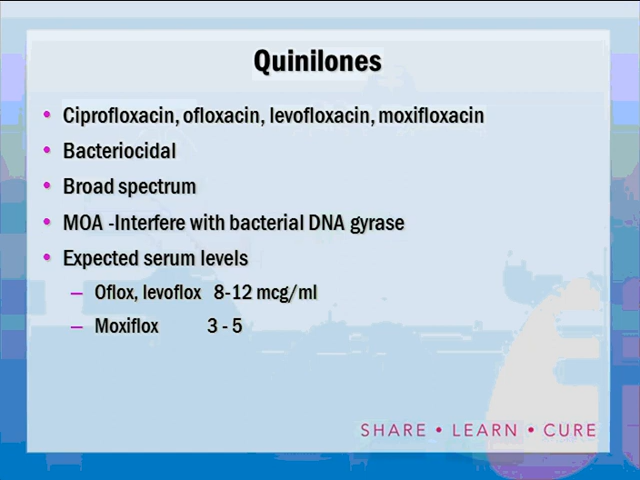 Quinilones
• Ciprofloxacin, ofloxacin, levofloxacin, moxifloxacin
• Bacteriocidal
• Broad spectrum
• MOA -Interfere with bacterial DNA gyrase
• Expected serum levels
– Oflox, levoflox 8-12 mcg/ml
– Moxiflox 3 - 5
SHARE • LEARN • CURE